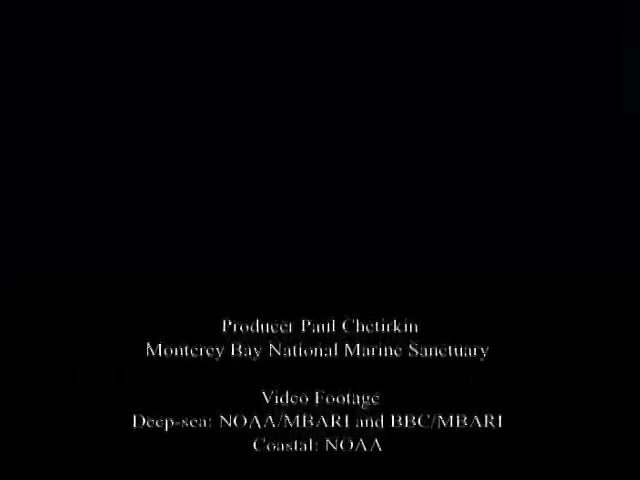 Producer Paul Chetirkin
Monterey Bay National Marine Sanctuary
Video Footage
Deep-sea: NOAA/MBARI and BBC/MBARI
Coastal: NOAA